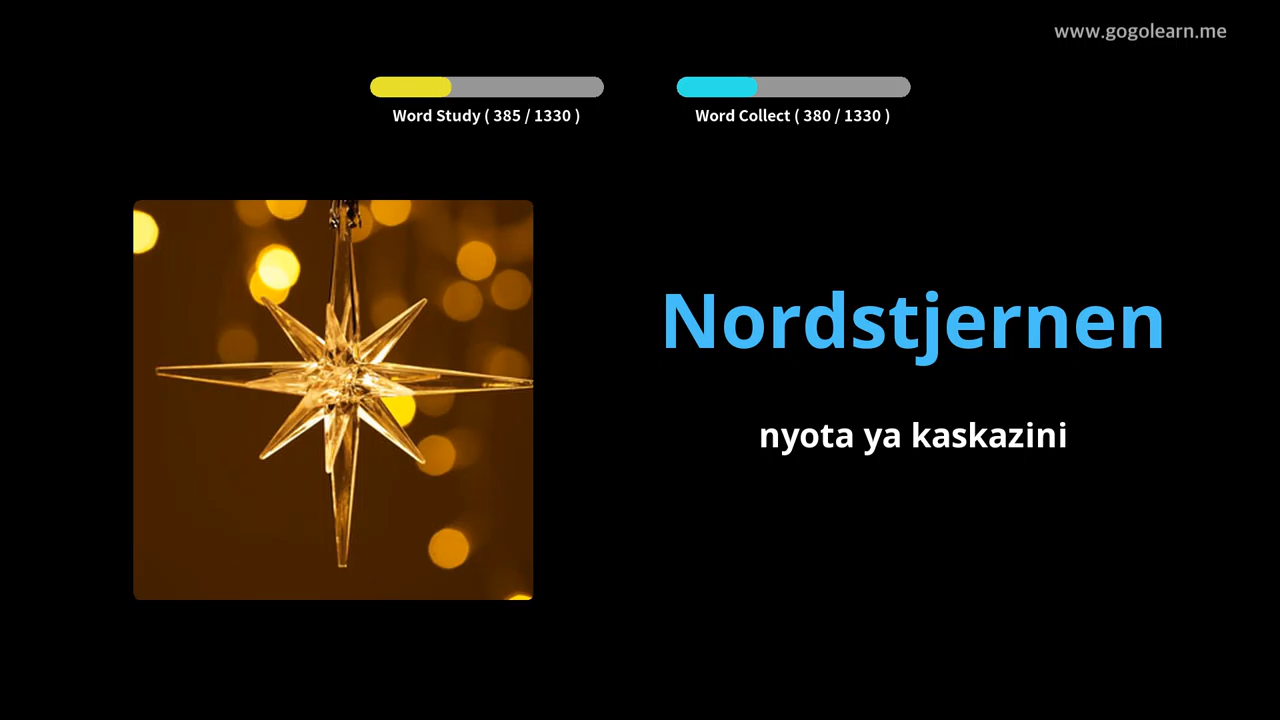 www.gogolearn.me
Word Study ( 385 / 1330 )
Word Collect ( 380 / 1330 )
Nordstjernen
nyota ya kaskazini